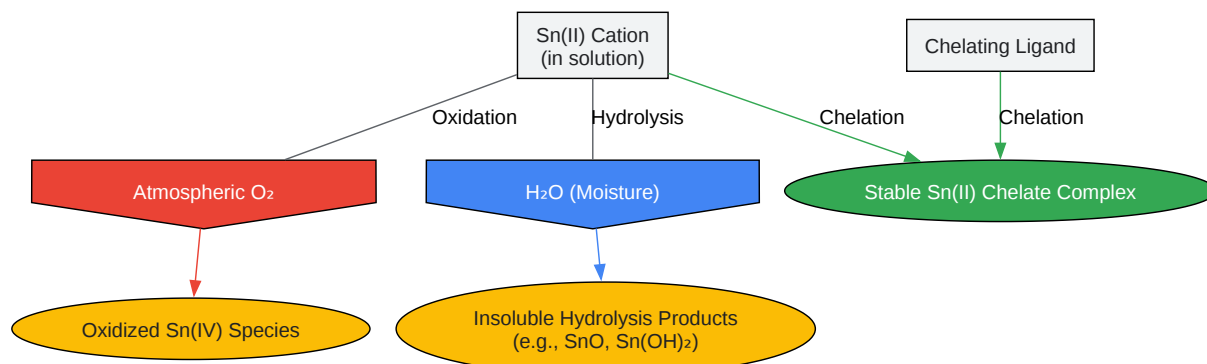 Sn(II) Cation
(in solution)
Chelating Ligand
Oxidation
Hydrolysis
Chelation
Chelation
Atmospheric O₂
H₂O (Moisture)
Stable Sn(II) Chelate Complex
Oxidized Sn(IV) Species
Insoluble Hydrolysis Products
(e.g., SnO, Sn(OH)₂)